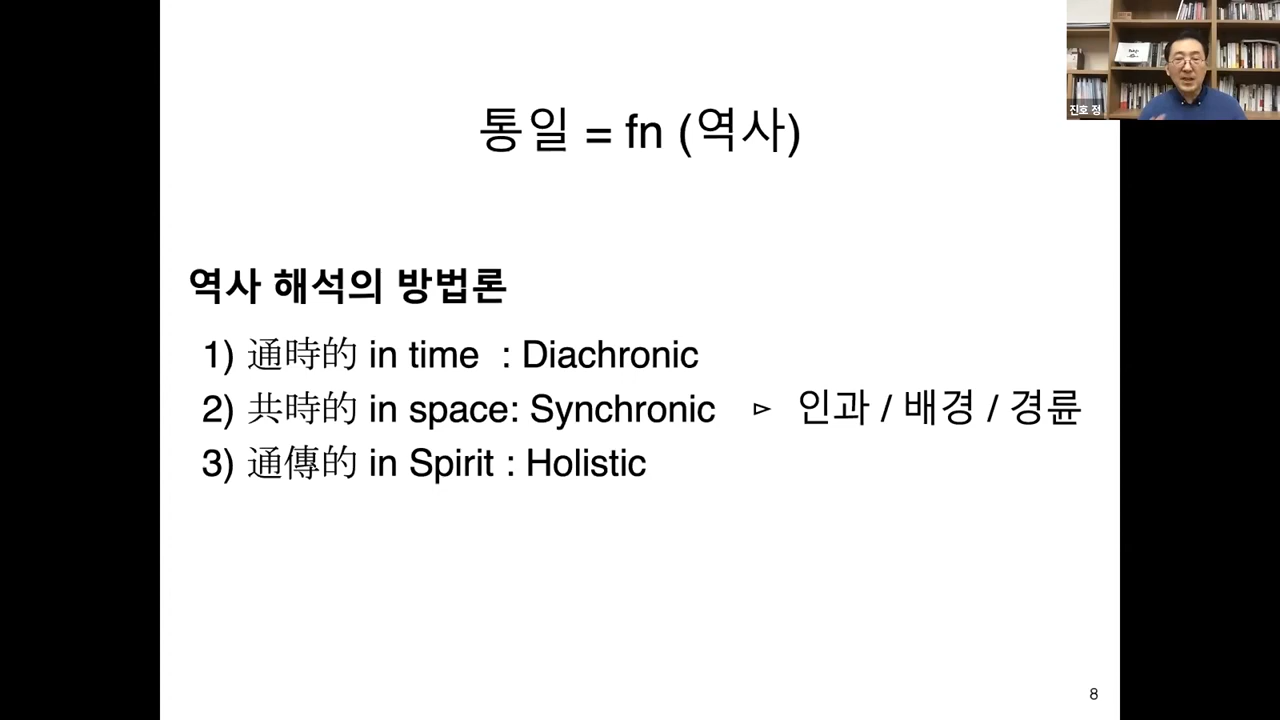 통일 = fn (역사)
진호 정
역사 해석의 방법론
1) 通時的 in time : Diachronic
2) 共時的 in space: Synchronic ▻ 인과 / 배경 / 경륜
3) 通傳的 in Spirit : Holistic
8